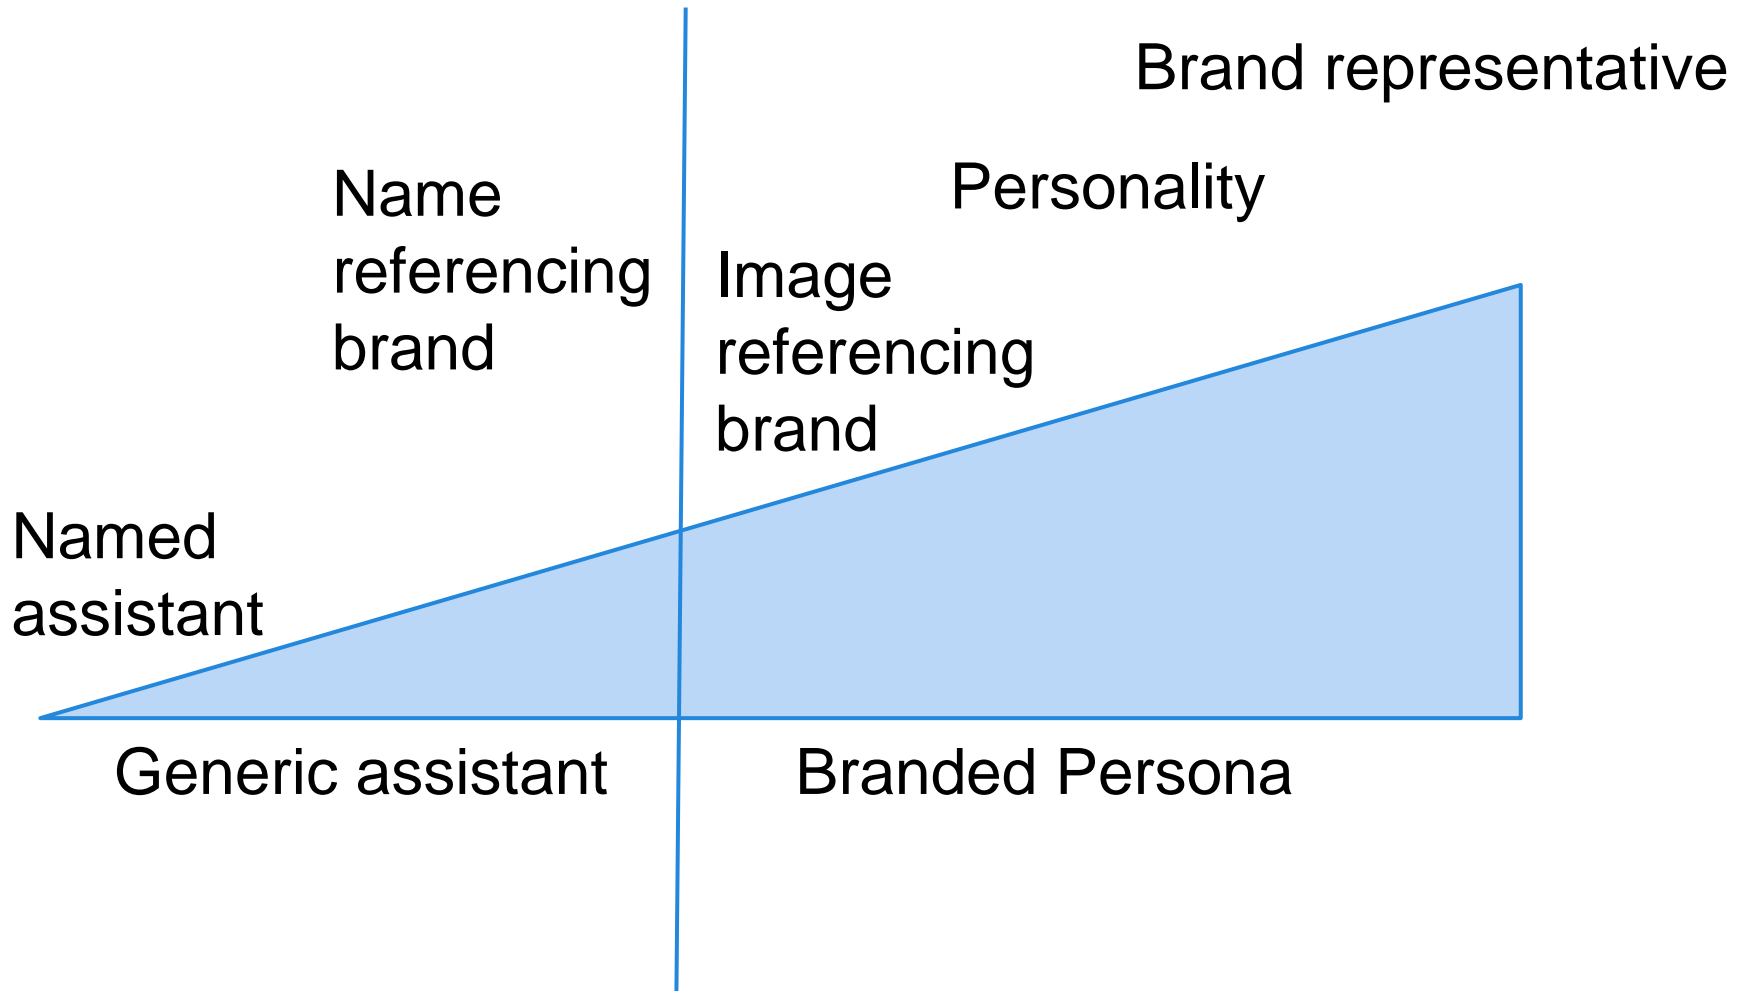 Brand representative
Personality
Name
referencing
brand
Image
referencing
brand
Named
assistant
Generic assistant
Branded Persona